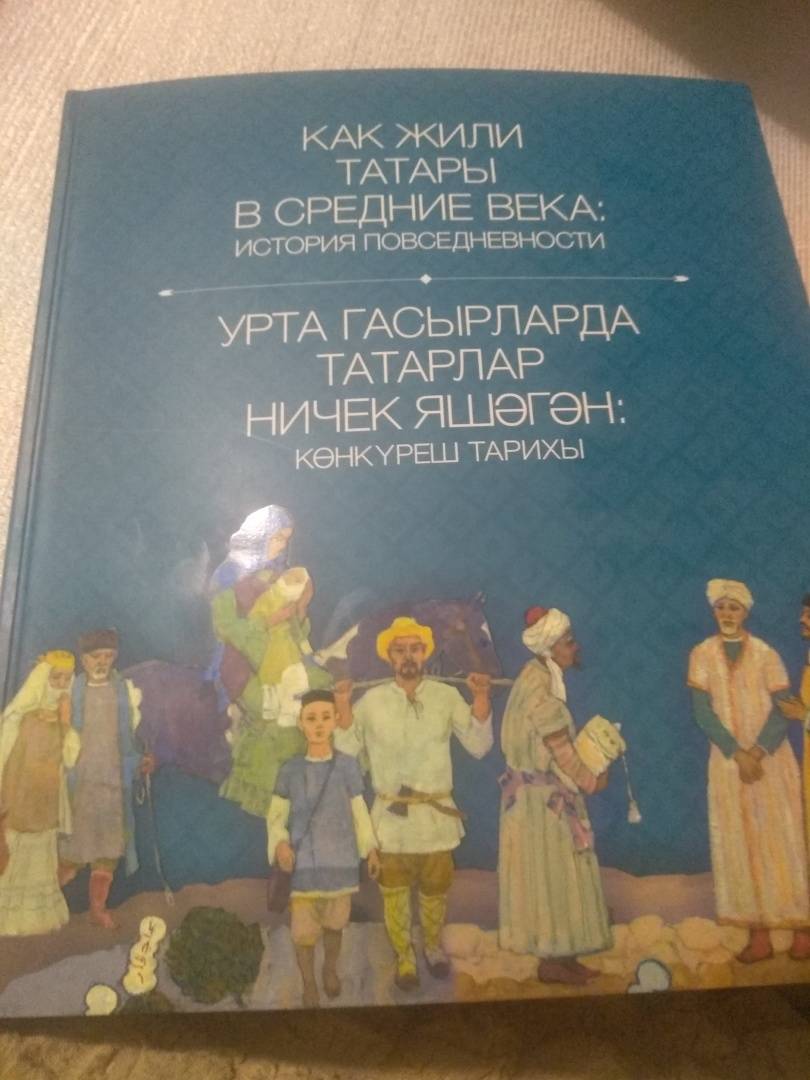 КАК ЖИЛИ
ТАТАРЫ
В СРЕДНИЕ ВЕКА:
ИСТОРИЯ ПОВСЕДНЕВНОСТИ
УРТА ГАСЫРЛАРДА
ТАТАРЛАР
НИЧЕК ЯШӘГӘН:
КӨНКҮРЕШ ТАРИХЫ